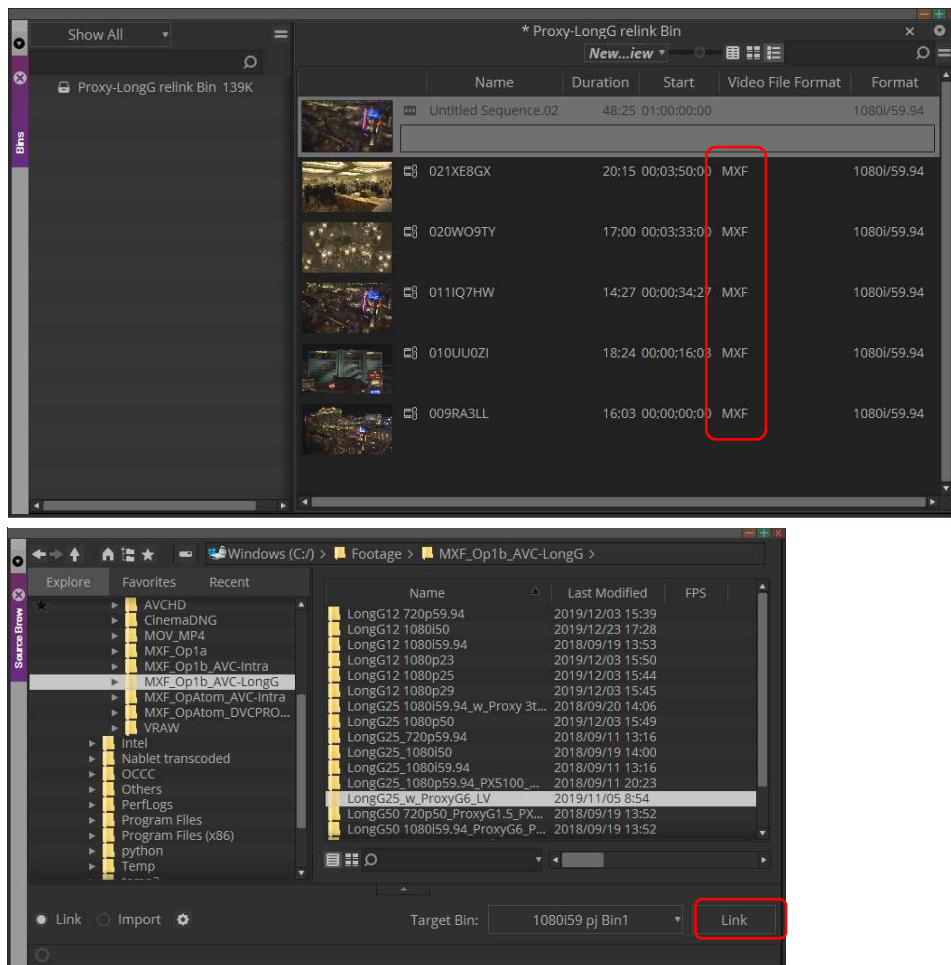 Show All
* Proxy-LongG relink Bin
New...iew
Proxy-LongG relink Bin 139K
Bins
Name Duration Start Video File Format Format
Untitled Sequence.02 48:25 01:00:00:00 1080i/59.94
021XE8GX 20;15 00;03;50;00 MXF 1080i/59.94
020WO9TY 17;00 00;03;33;00 MXF 1080i/59.94
011IQ7HW 14;27 00;00;34;27 MXF 1080i/59.94
010UU0ZI 18;24 00;00;16;03 MXF 1080i/59.94
009RA3LL 16;03 00;00;00;00 MXF 1080i/59.94
Windows (C:/) > Footage > MXF_Op1b_AVC-LongG >
Source Brow
Explore Favorites Recent
AVCHD
CinemaDNG
MOV_MP4
MXF_Op1a
MXF_Op1b_AVC-Intra
MXF_Op1b_AVC-LongG
MXF_OpAtom_AVC-Intra
MXF_OpAtom_DVCPRO...
VRAW
Intel
Nablet transcoded
OCCC
Others
PerfLogs
Program Files
Program Files (x86)
python
Temp
Name Last Modified FPS
LongG12 720p59.94 2019/12/03 15:39
LongG12 1080i50 2019/12/23 17:28
LongG12 1080i59.94 2018/09/19 13:53
LongG12 1080p23 2019/12/03 15:50
LongG12 1080p25 2019/12/03 15:44
LongG12 1080p29 2019/12/03 15:45
LongG25 1080i59.94_w_Proxy 3t... 2018/09/20 14:06
LongG25 1080p50 2019/12/03 15:49
LongG25_720p59.94 2018/09/11 13:16
LongG25_1080i50 2018/09/19 14:00
LongG25_1080i59.94 2018/09/11 13:16
LongG25_1080p59.94_PX5100_... 2018/09/11 20:23
LongG25_w_ProxyG6_LV 2019/11/05 8:54
LongG50 720p50_ProxyG1.5_PX... 2018/09/19 13:52
LongG50 1080i59.94_ProxyG6_P... 2018/09/19 13:52
Link Import Target Bin: 1080i59 pj Bin1 Link